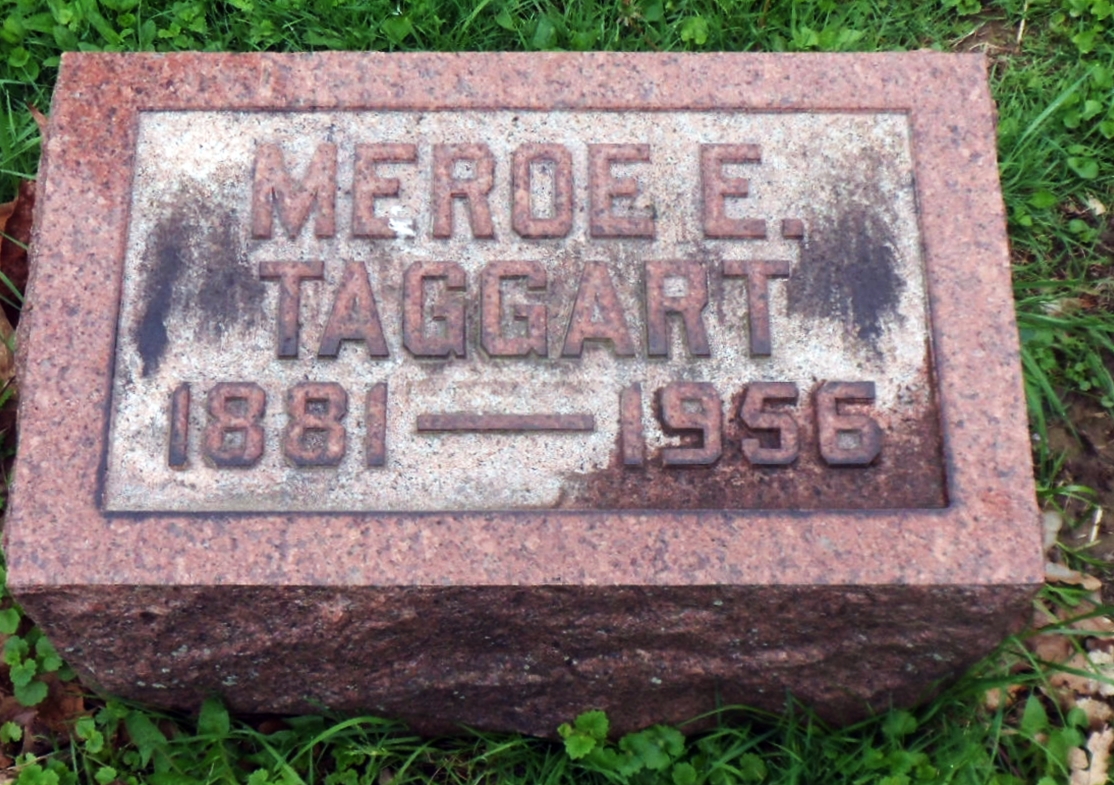 MEROE E.
TAGGART
1881 — 1956